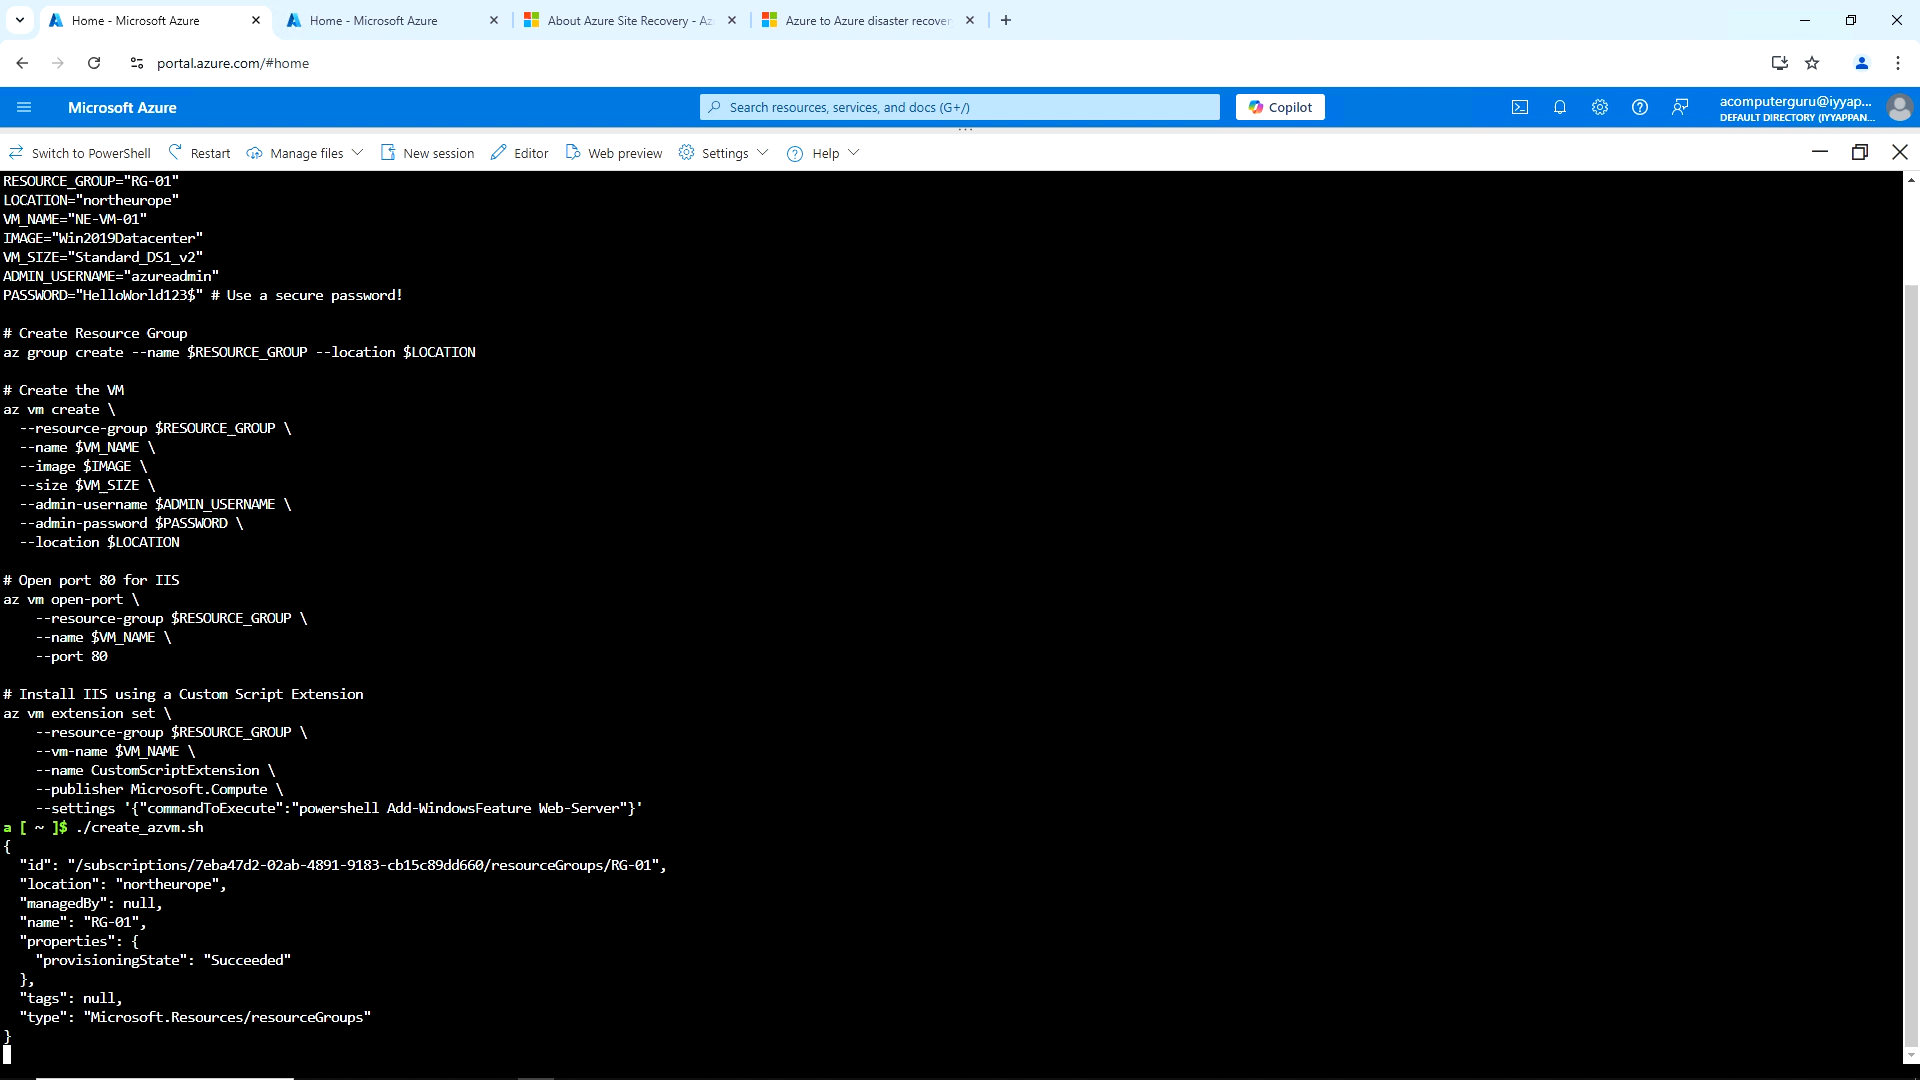 Home - Microsoft Azure
Home - Microsoft Azure
About Azure Site Recovery - Az
Azure to Azure disaster recover
portal.azure.com/#home
Microsoft Azure
Search resources, services, and docs (G+/)
Copilot
acomputerguru@iyyap...
DEFAULT DIRECTORY (IYYAPPAN...
Switch to PowerShell
Restart
Manage files
New session
Editor
Web preview
Settings
Help
RESOURCE_GROUP="RG-01"
LOCATION="northeurope"
VM_NAME="NE-VM-01"
IMAGE="Win2019Datacenter"
VM_SIZE="Standard_DS1_v2"
ADMIN_USERNAME="azureadmin"
PASSWORD="HelloWorld123$" # Use a secure password!
# Create Resource Group
az group create --name $RESOURCE_GROUP --location $LOCATION
# Create the VM
az vm create \
--resource-group $RESOURCE_GROUP \
--name $VM_NAME \
--image $IMAGE \
--size $VM_SIZE \
--admin-username $ADMIN_USERNAME \
--admin-password $PASSWORD \
--location $LOCATION
# Open port 80 for IIS
az vm open-port \
--resource-group $RESOURCE_GROUP \
--name $VM_NAME \
--port 80
# Install IIS using a Custom Script Extension
az vm extension set \
--resource-group $RESOURCE_GROUP \
--vm-name $VM_NAME \
--name CustomScriptExtension \
--publisher Microsoft.Compute \
--settings '{"commandToExecute":"powershell Add-WindowsFeature Web-Server"}'
a [ ~ ]$ ./create_azvm.sh
{
"id": "/subscriptions/7eba47d2-02ab-4891-9183-cb15c89dd660/resourceGroups/RG-01",
"location": "northeurope",
"managedBy": null,
"name": "RG-01",
"properties": {
"provisioningState": "Succeeded"
},
"tags": null,
"type": "Microsoft.Resources/resourceGroups"
}